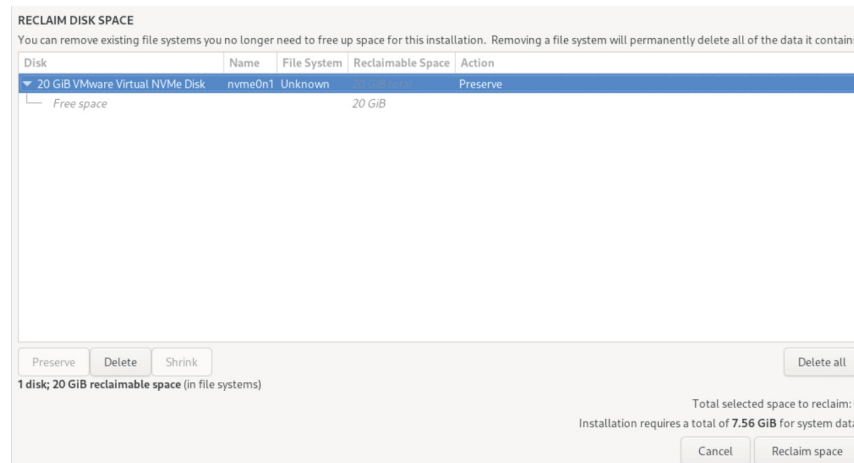 RECLAIM DISK SPACE
You can remove existing file systems you no longer need to free up space for this installation. Removing a file system will permanently delete all of the data it contains
Disk Name File System Reclaimable Space Action
20 GiB VMware Virtual NVMe Disk nvme0n1 Unknown 20 GiB total Preserve
Free space 20 GiB
Preserve Delete Shrink Delete all
1 disk; 20 GiB reclaimable space (in file systems)
Total selected space to reclaim:
Installation requires a total of 7.56 GiB for system data
Cancel Reclaim space